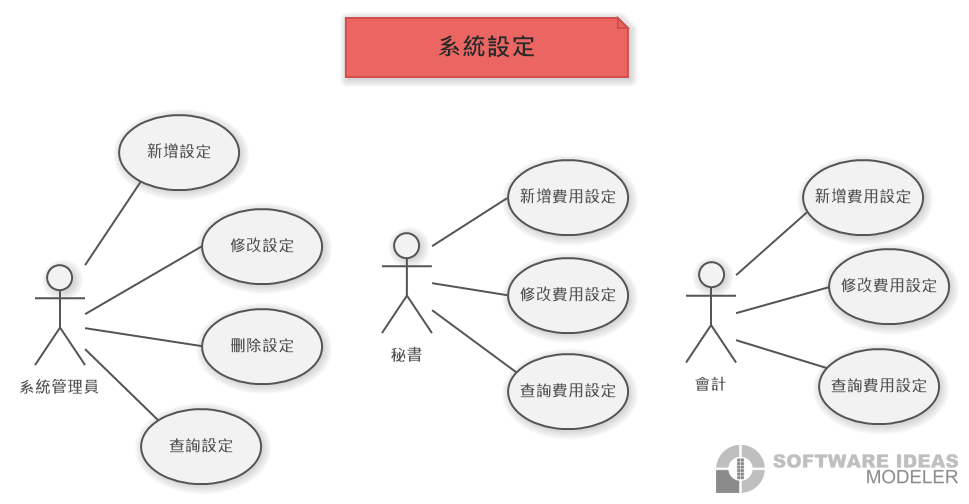 系統設定
新增設定
修改設定
刪除設定
查詢設定
系統管理員
新增費用設定
修改費用設定
查詢費用設定
秘書
新增費用設定
修改費用設定
查詢費用設定
會計
SOFTWARE IDEAS
MODELER